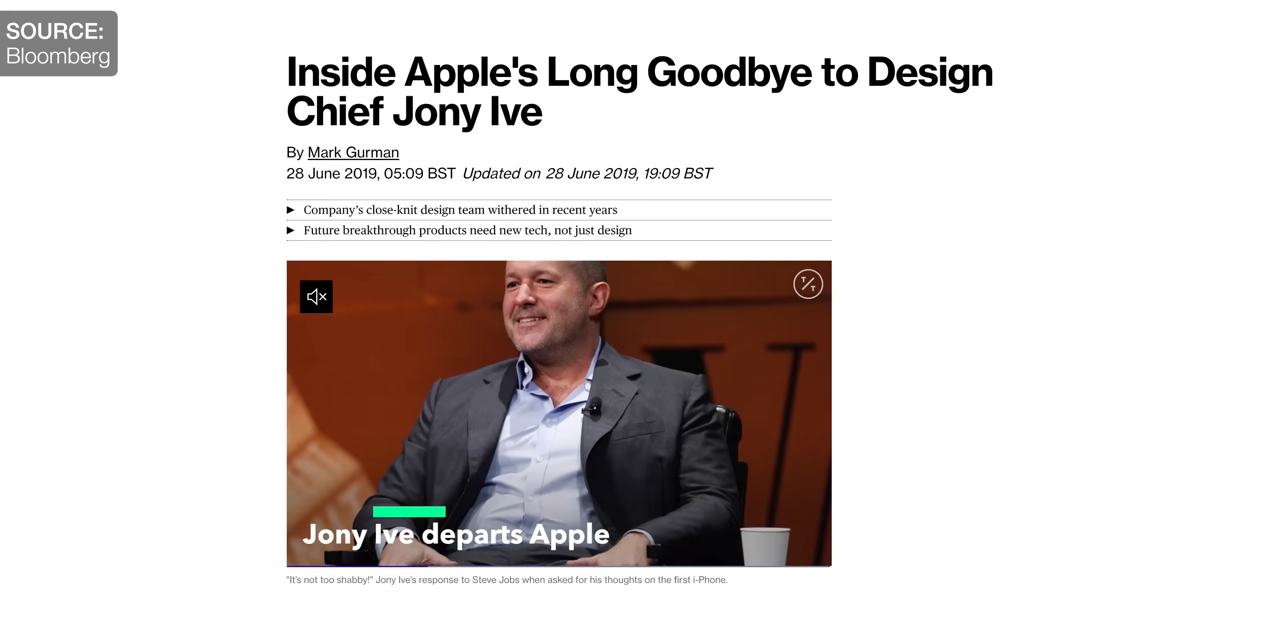 SOURCE:
Bloomberg
Inside Apple's Long Goodbye to Design
Chief Jony Ive
By Mark Gurman
28 June 2019, 05:09 BST Updated on 28 June 2019, 19:09 BST
► Company’s close-knit design team withered in recent years
► Future breakthrough products need new tech, not just design
T/T
Jony Ive departs Apple
"It's not too shabby!" Jony Ive's response to Steve Jobs when asked for his thoughts on the first i-Phone.